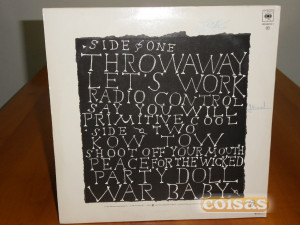 SIDE ONE
THROWAWAY
LET'S WORK
RADIO CONTROL
SAY YOU WILL
PRIMITIVE COOL
SIDE TWO
KOW TOW
SHOOT OFF YOUR MOUTH
PEACE FOR THE WICKED
PARTY DOLL
WAR BABY
CBS
coisas